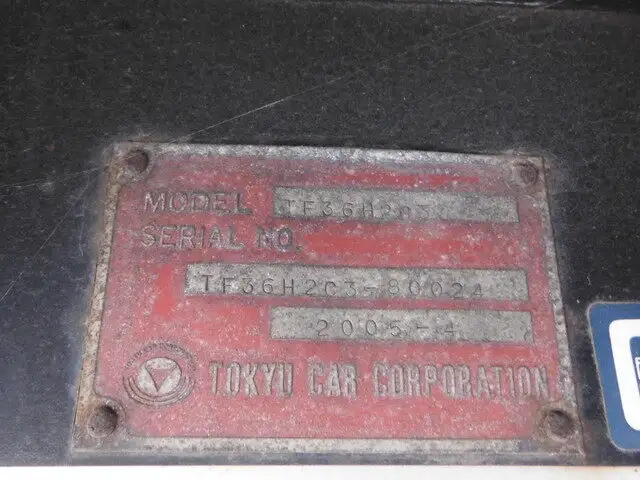 MODEL
SERIAL NO.
TF36H2C3-80024
2005-4
TOKYU CAR CORPORATION